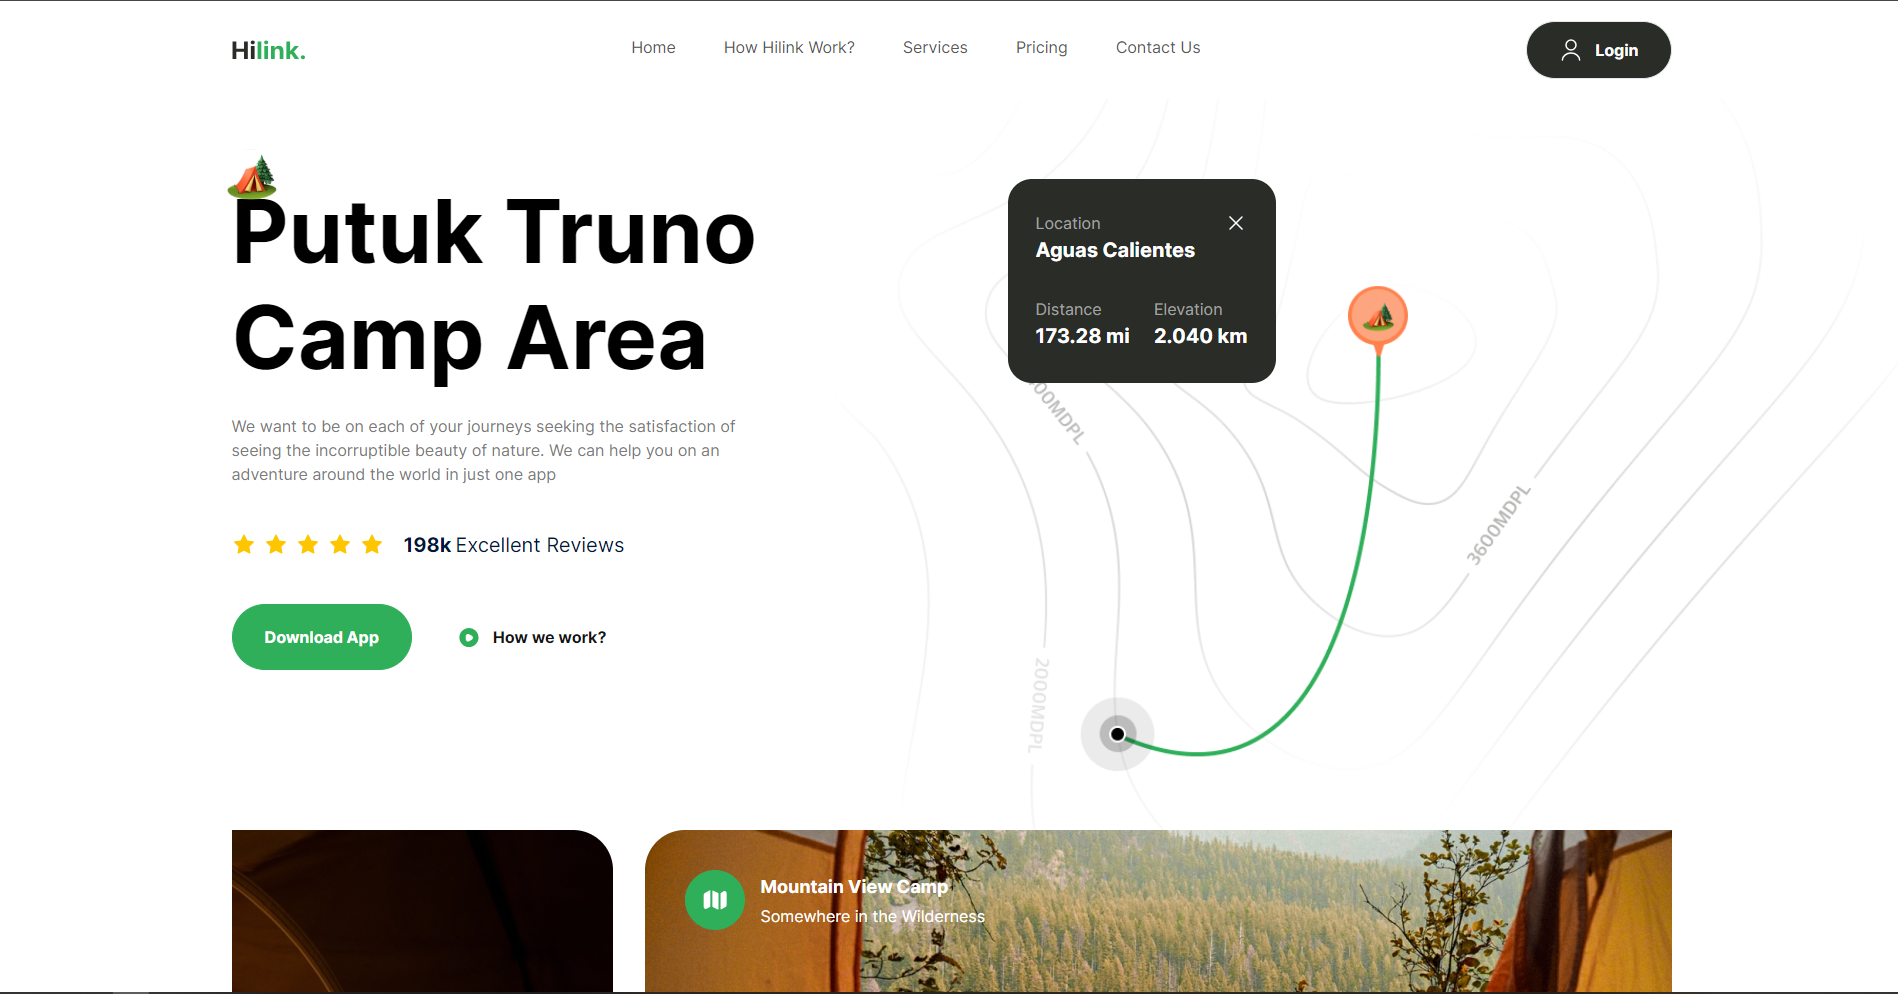 Hilink.
Home
How Hilink Work?
Services
Pricing
Contact Us
Login
Putuk Truno
Camp Area
We want to be on each of your journeys seeking the satisfaction of
seeing the incorruptible beauty of nature. We can help you on an
adventure around the world in just one app
198k Excellent Reviews
Download App
How we work?
Location
Aguas Calientes
Distance
173.28 mi
Elevation
2.040 km
3600MDPL
2000MDPL
Mountain View Camp
Somewhere in the Wilderness